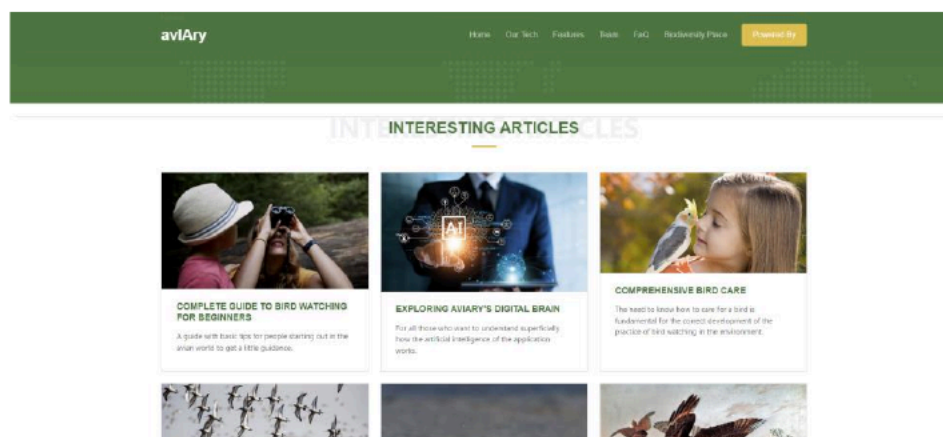 avIAry
Home Our Tech Features Team FaQ Biodiversity Place Powered By
INTERESTING ARTICLES
COMPLETE GUIDE TO BIRD WATCHING
FOR BEGINNERS
A guide with basic tips for people starting out in the
avian world to get a little guidance.
AI
EXPLORING AVIARY'S DIGITAL BRAIN
For all those who want to understand superficially
how the artificial intelligence of the application
works.
COMPREHENSIVE BIRD CARE
The need to know how to care for a bird is
fundamental for the correct development of the
practice of bird watching in the environment.